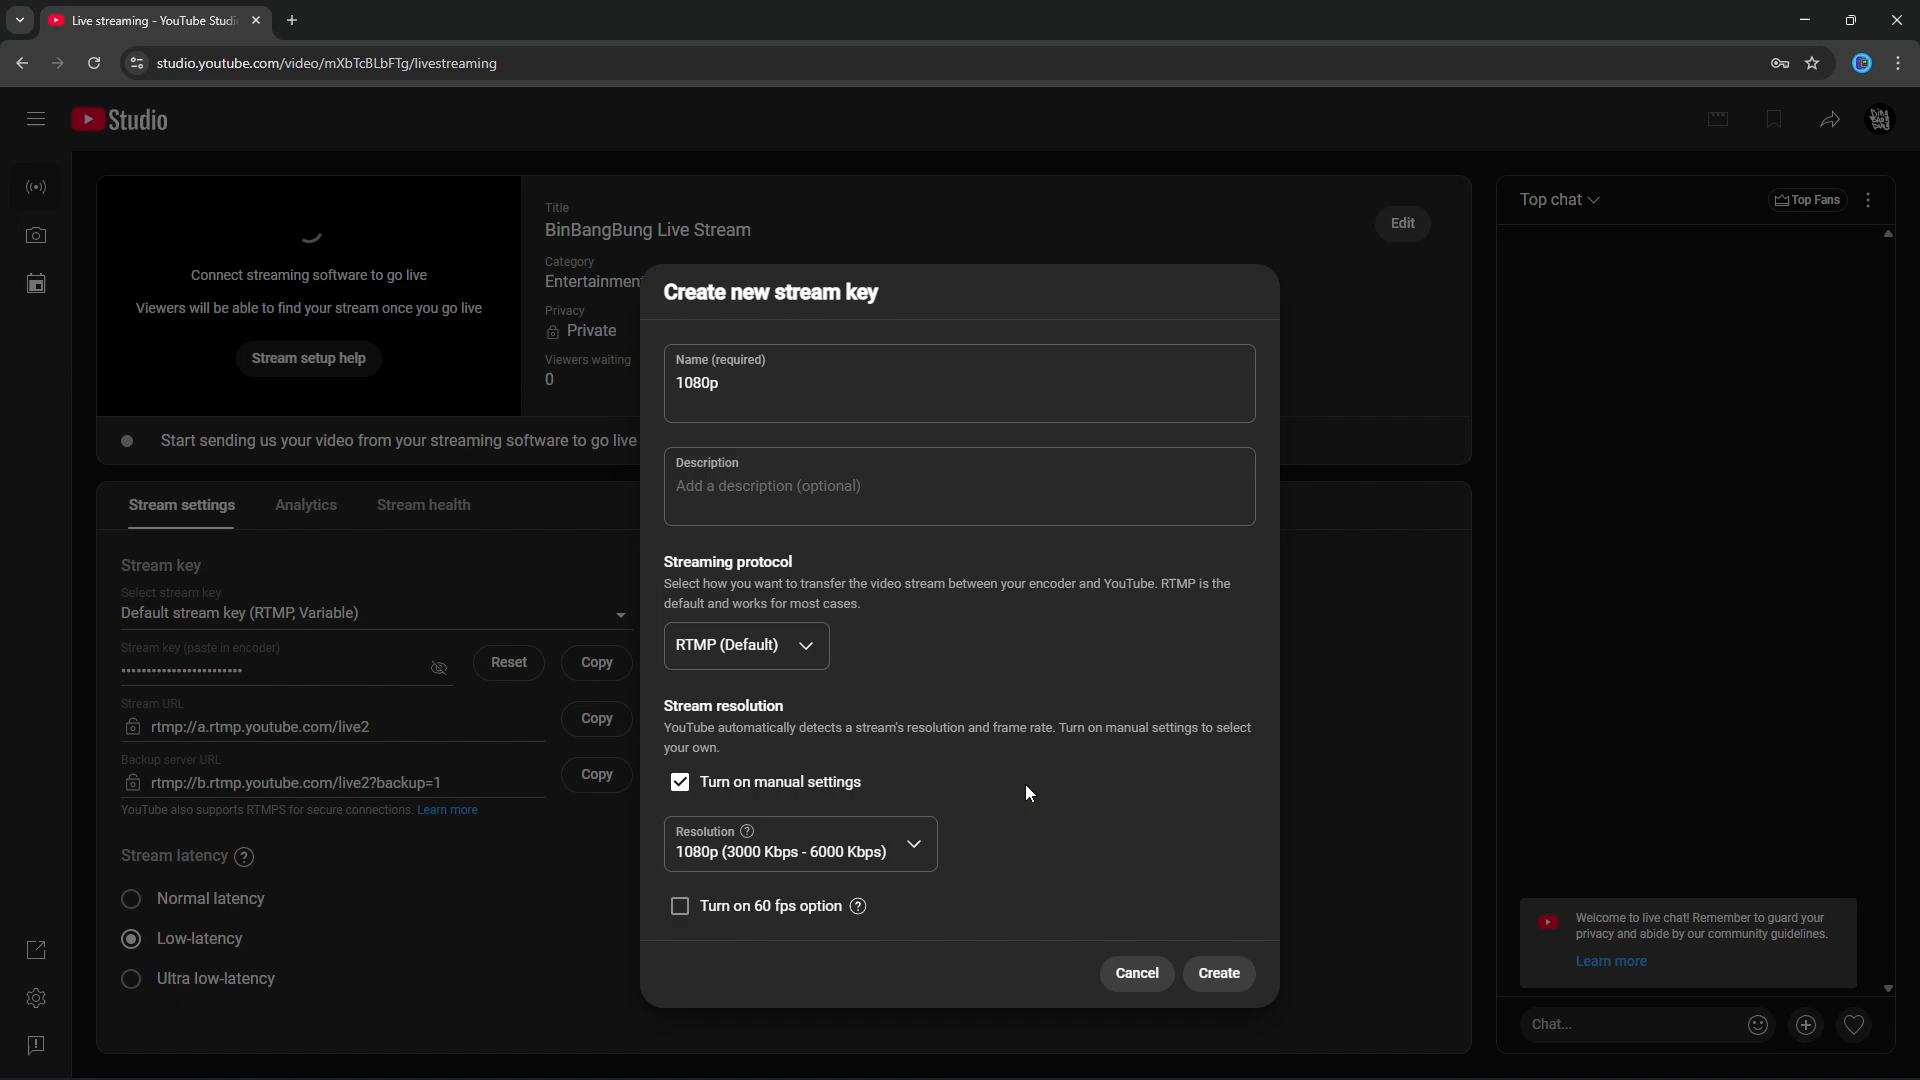 Live streaming - YouTube Studi
studio.youtube.com/video/mXbTcBLbFTg/livestreaming
Studio
Connect streaming software to go live
Viewers will be able to find your stream once you go live
Stream setup help
Title
BinBangBung Live Stream
Edit
Category
Entertainmen
Privacy
Private
Viewers waiting
0
Start sending us your video from your streaming software to go live
Stream settings
Analytics
Stream health
Stream key
Select stream key
Default stream key (RTMP, Variable)
Stream key (paste in encoder)
Reset
Copy
Stream URL
rtmp://a.rtmp.youtube.com/live2
Copy
Backup server URL
rtmp://b.rtmp.youtube.com/live2?backup=1
Copy
YouTube also supports RTMPS for secure connections. Learn more
Stream latency
Normal latency
Low-latency
Ultra low-latency
Create new stream key
Name (required)
1080p
Description
Add a description (optional)
Streaming protocol
Select how you want to transfer the video stream between your encoder and YouTube. RTMP is the
default and works for most cases.
RTMP (Default)
Stream resolution
YouTube automatically detects a stream's resolution and frame rate. Turn on manual settings to select
your own.
Turn on manual settings
Resolution
1080p (3000 Kbps - 6000 Kbps)
Turn on 60 fps option
Cancel
Create
Top chat
Top Fans
Welcome to live chat! Remember to guard your
privacy and abide by our community guidelines.
Learn more
Chat...